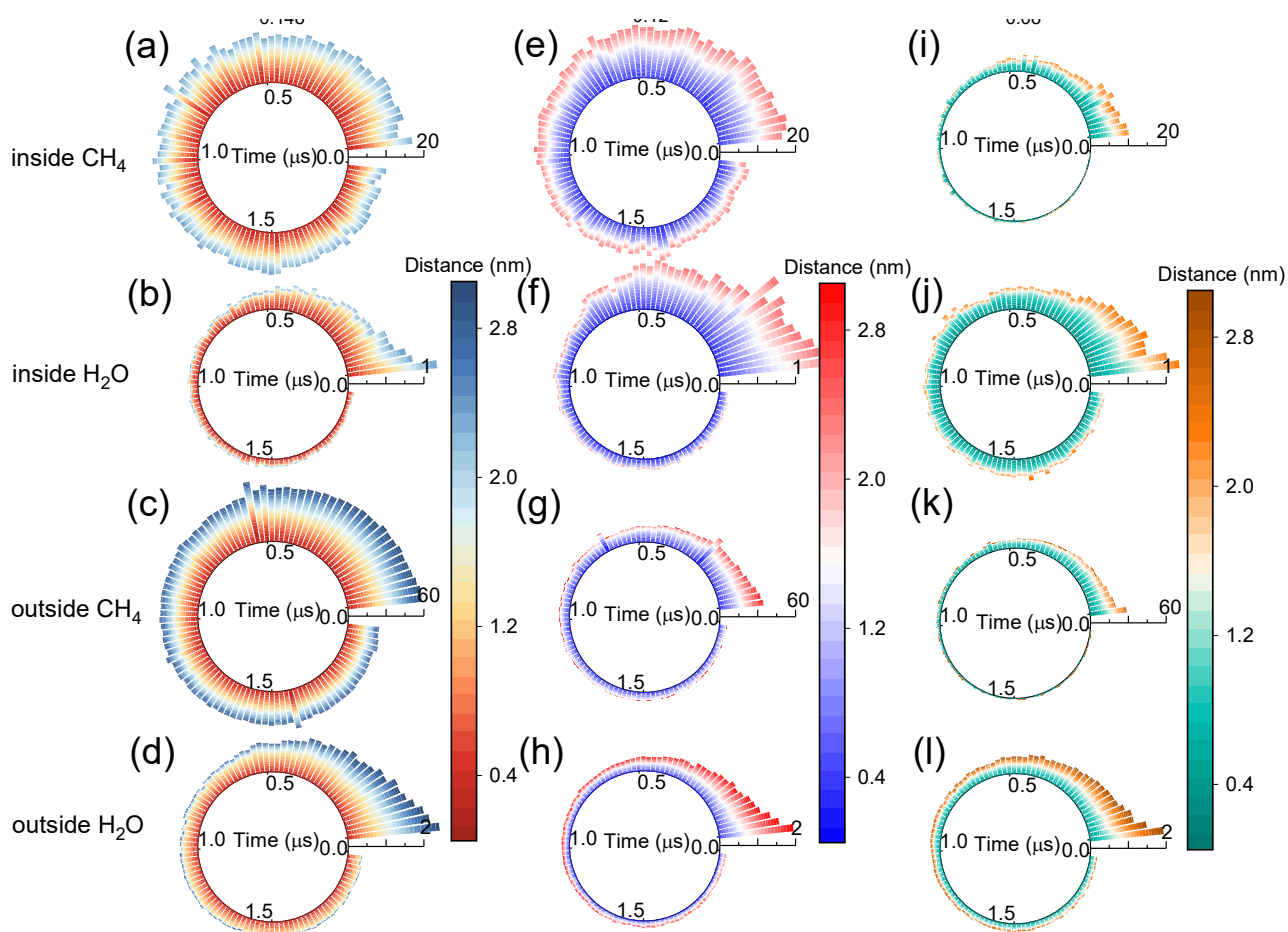 (a) 0.5 1.0 Time (μs) 0.0 20 1.5
(e) 0.5 1.0 Time (μs) 0.0 20 1.5
(i) 0.5 1.0 Time (μs) 0.0 20 1.5
inside CH₄
Distance (nm) 2.8 2.0 1.2 0.4
Distance (nm) 2.8 2.0 1.2 0.4
Distance (nm) 2.8 2.0 1.2 0.4
(b) 0.5 1.0 Time (μs) 0.0 1 1.5
(f) 0.5 1.0 Time (μs) 0.0 1 1.5
(j) 0.5 1.0 Time (μs) 0.0 1 1.5
inside H₂O
(c) 0.5 1.0 Time (μs) 0.0 60 1.5
(g) 0.5 1.0 Time (μs) 0.0 60 1.5
(k) 0.5 1.0 Time (μs) 0.0 60 1.5
outside CH₄
(d) 0.5 1.0 Time (μs) 0.0 2 1.5
(h) 0.5 1.0 Time (μs) 0.0 2 1.5
(l) 0.5 1.0 Time (μs) 0.0 2 1.5
outside H₂O